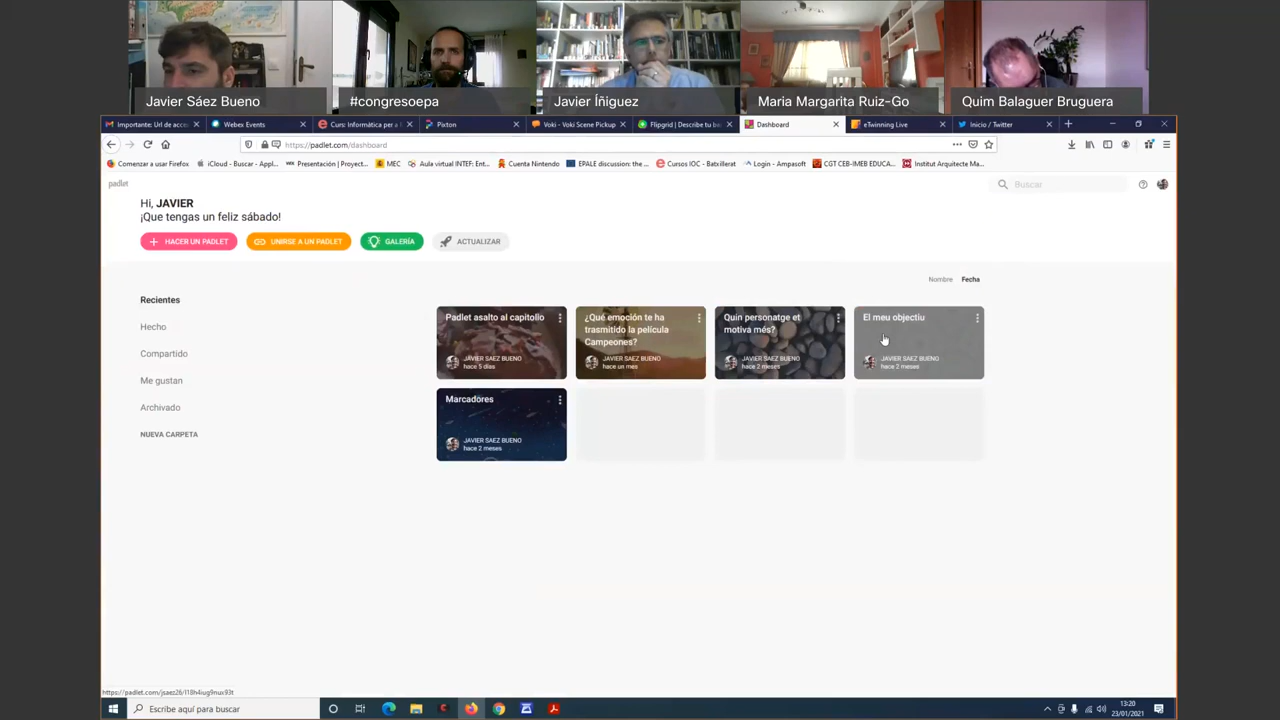 Javier Sáez Bueno
#congresoepa
Javier Íñiguez
Maria Margarita Ruiz-Go
Quim Balaguer Bruguera
Importante: Url de acces
Webex Events
Curs: Informàtica per a l
Pixton
Voki - Voki Scene Pickup
Flipgrid | Describe tu be
Dashboard
eTwinning Live
Inicio / Twitter
https://padlet.com/dashboard
Comenzar a usar Firefox
iCloud - Buscar - Appl...
Presentación | Proyect...
MEC
Aula virtual INTEF: Ent...
Cuenta Nintendo
EPALE discussion: the ...
Cursos IOC - Batxillerat
Login - Ampasoft
CGT CEB-IMEB EDUCA...
Institut Arquitecte Ma...
padlet
Buscar
Hi, JAVIER
¡Que tengas un feliz sábado!
HACER UN PADLET
UNIRSE A UN PADLET
GALERÍA
ACTUALIZAR
Nombre
Fecha
Recientes
Hecho
Compartido
Me gustan
Archivado
NUEVA CARPETA
Padlet asalto al capitolio
JAVIER SAEZ BUENO
hace 5 días
¿Qué emoción te ha
trasmitido la película
Campeones?
JAVIER SAEZ BUENO
hace un mes
Quin personatge et
motiva més?
JAVIER SAEZ BUENO
hace 2 meses
El meu objectiu
JAVIER SAEZ BUENO
hace 2 meses
Marcadores
JAVIER SAEZ BUENO
hace 2 meses
Escribe aquí para buscar
13:20
23/01/2021